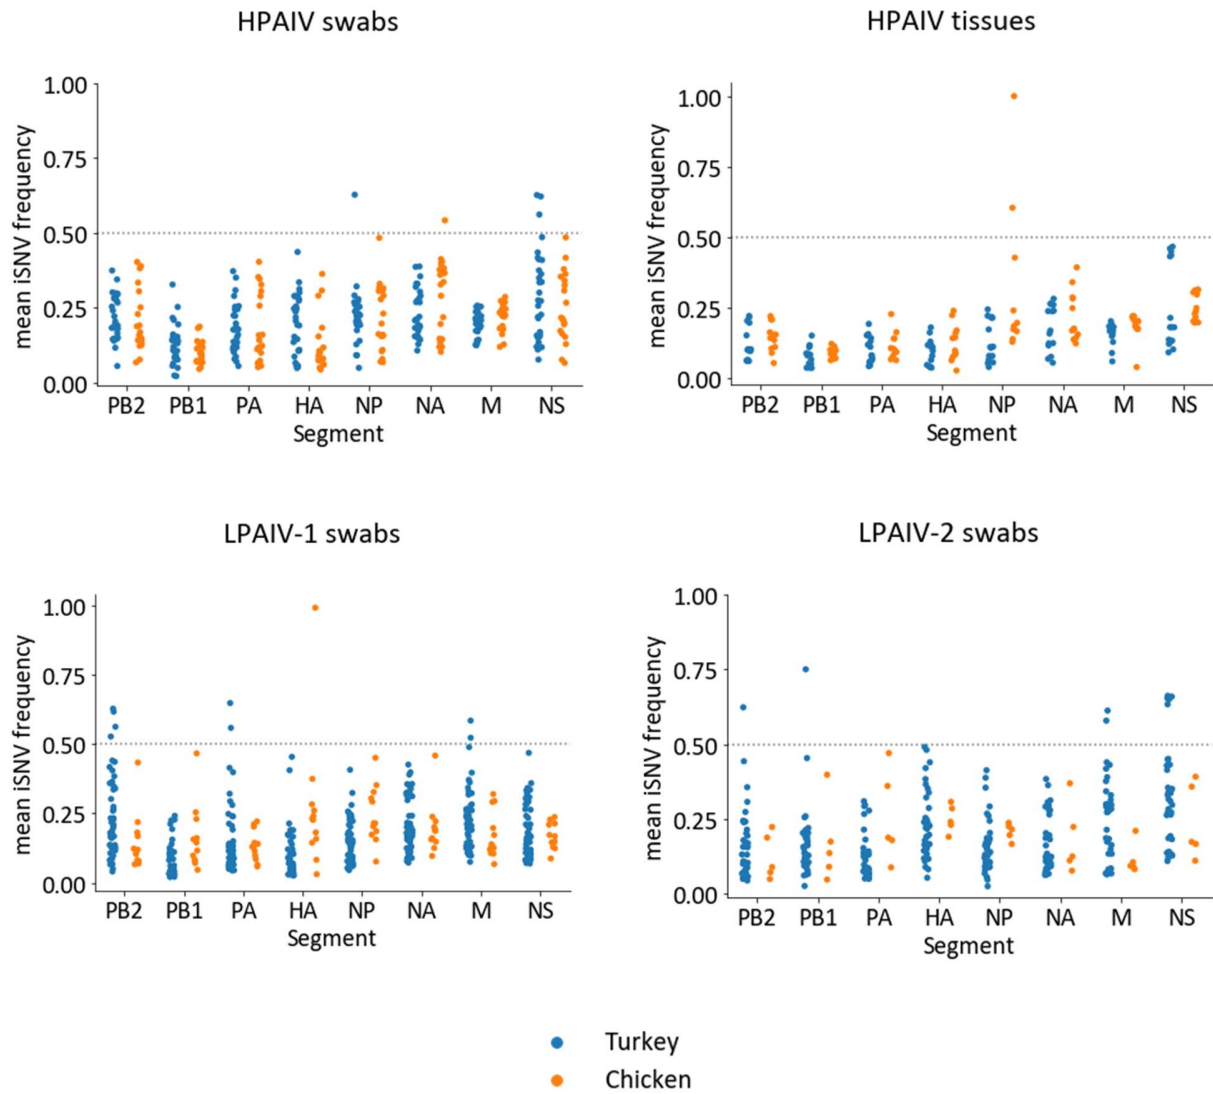 HPAIV swabs
mean iSNV frequency
1.00
0.75
0.50
0.25
0.00
PB2 PB1 PA HA NP NA M NS
Segment
HPAIV tissues
mean iSNV frequency
1.00
0.75
0.50
0.25
0.00
PB2 PB1 PA HA NP NA M NS
Segment
LPAIV-1 swabs
mean iSNV frequency
1.00
0.75
0.50
0.25
0.00
PB2 PB1 PA HA NP NA M NS
Segment
LPAIV-2 swabs
mean iSNV frequency
1.00
0.75
0.50
0.25
0.00
PB2 PB1 PA HA NP NA M NS
Segment
Turkey
Chicken